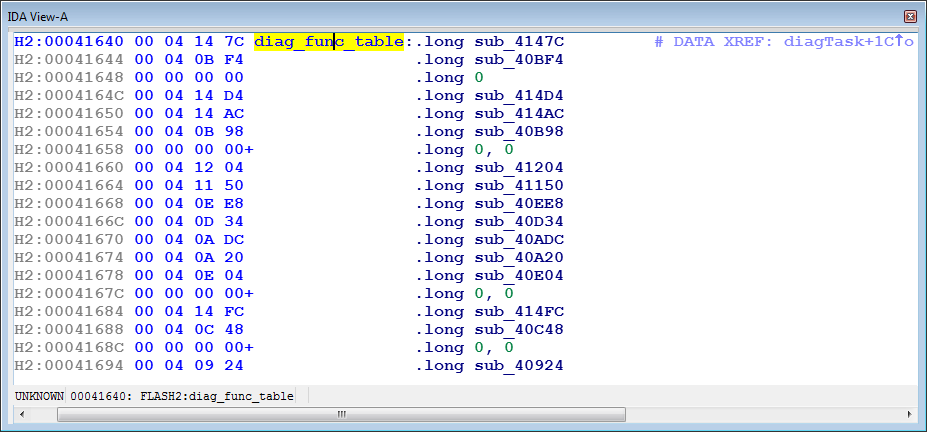 IDA View-A
H2:00041640 00 04 14 7C diag_func_table:.long sub_4147C # DATA XREF: diagTask+1C↑o
H2:00041644 00 04 0B F4 .long sub_40BF4
H2:00041648 00 00 00 00 .long 0
H2:0004164C 00 04 14 D4 .long sub_414D4
H2:00041650 00 04 14 AC .long sub_414AC
H2:00041654 00 04 0B 98 .long sub_40B98
H2:00041658 00 00 00 00+ .long 0, 0
H2:00041660 00 04 12 04 .long sub_41204
H2:00041664 00 04 11 50 .long sub_41150
H2:00041668 00 04 0E E8 .long sub_40EE8
H2:0004166C 00 04 0D 34 .long sub_40D34
H2:00041670 00 04 0A DC .long sub_40ADC
H2:00041674 00 04 0A 20 .long sub_40A20
H2:00041678 00 04 0E 04 .long sub_40E04
H2:0004167C 00 00 00 00+ .long 0, 0
H2:00041684 00 04 14 FC .long sub_414FC
H2:00041688 00 04 0C 48 .long sub_40C48
H2:0004168C 00 00 00 00+ .long 0, 0
H2:00041694 00 04 09 24 .long sub_40924
UNKNOWN 00041640: FLASH2:diag_func_table